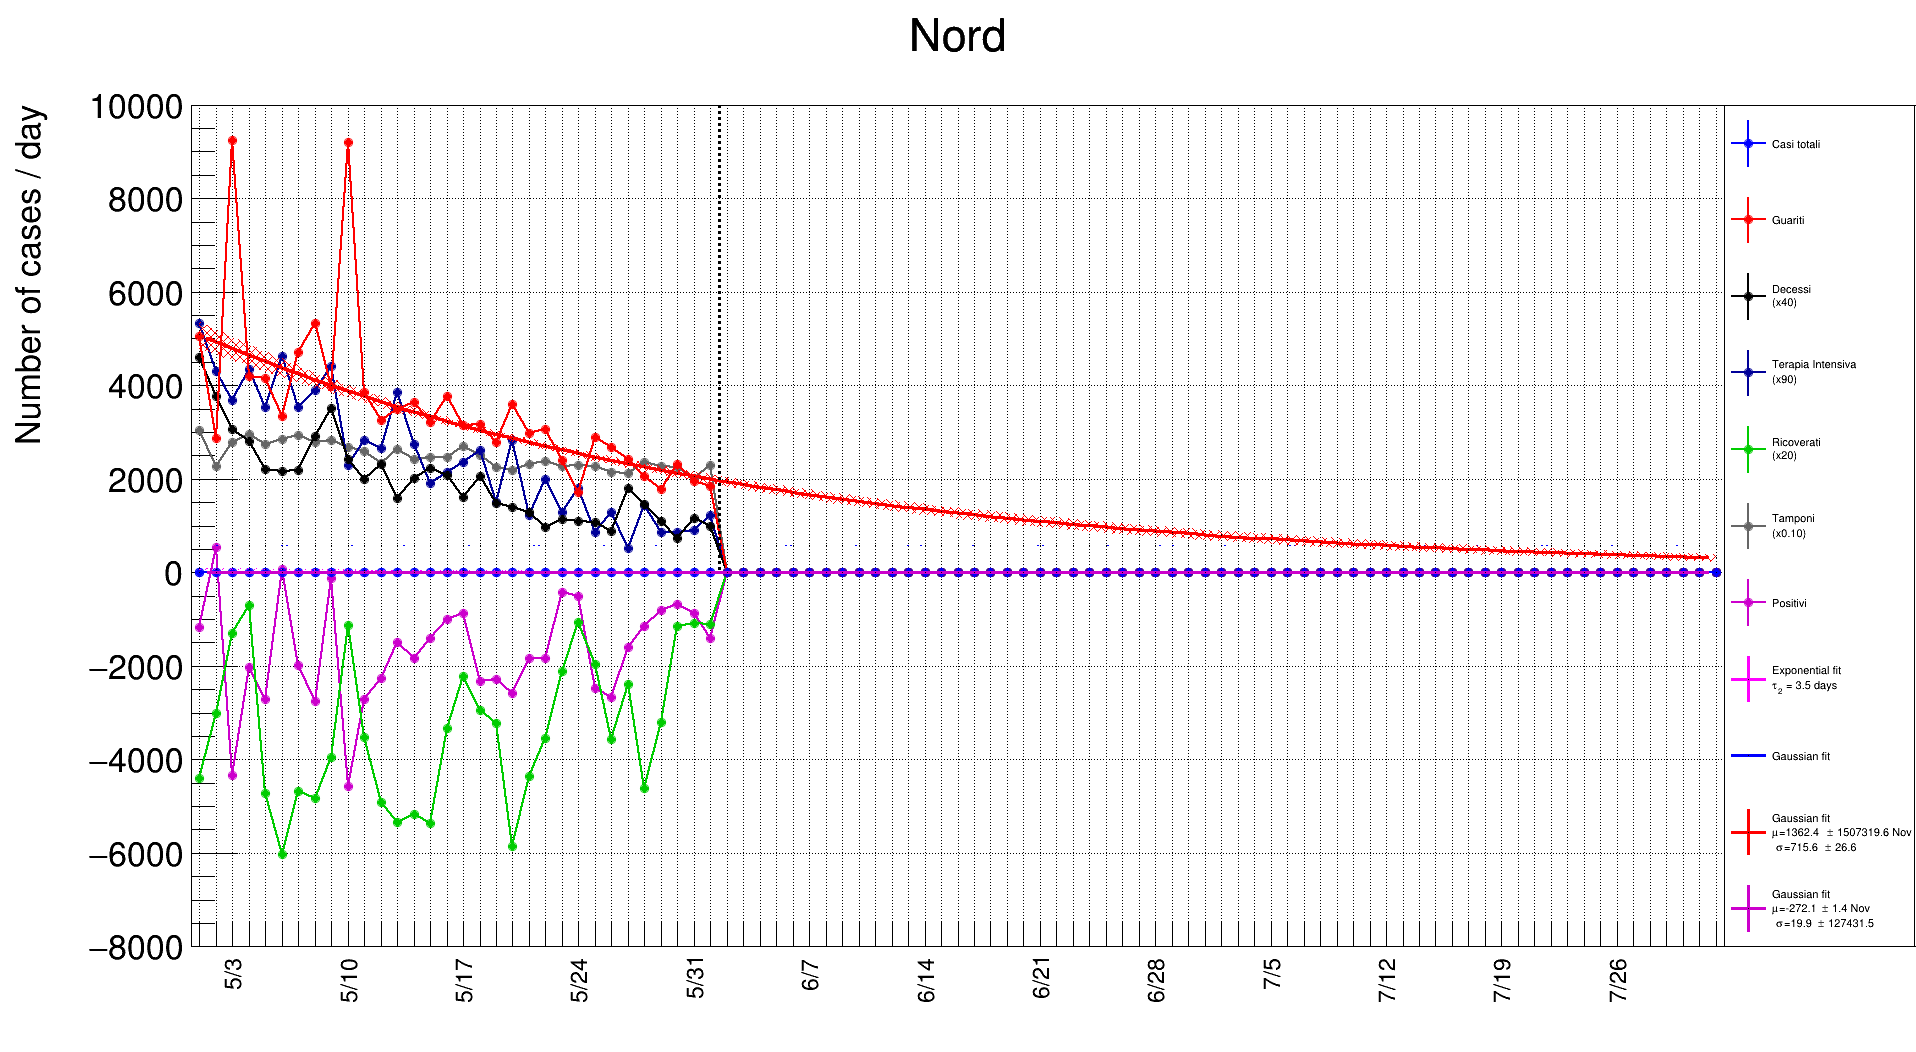 Nord
Number of cases / day
10000
8000
6000
4000
2000
0
−2000
−4000
−6000
−8000
5/3
5/10
5/17
5/24
5/31
6/7
6/14
6/21
6/28
7/5
7/12
7/19
7/26
Casi totali
Guariti
Decessi
(x40)
Terapia Intensiva
(x90)
Ricoverati
(x20)
Tamponi
(x0.10)
Positivi
Exponential fit
τ2 = 3.5 days
Gaussian fit
Gaussian fit
μ=1362.4 ± 1507319.6 Nov
σ=715.6 ± 26.6
Gaussian fit
μ=-272.1 ± 1.4 Nov
σ=19.9 ± 127431.5